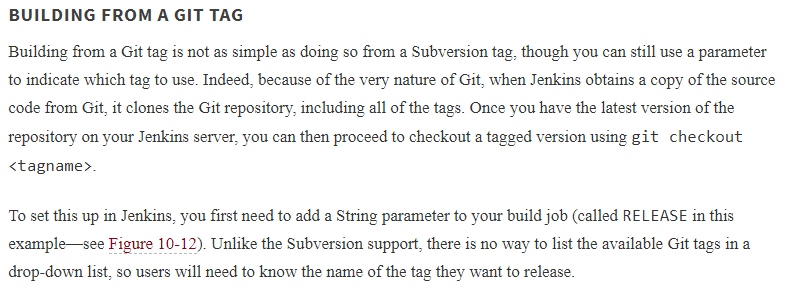 BUILDING FROM A GIT TAG
Building from a Git tag is not as simple as doing so from a Subversion tag, though you can still use a parameter
to indicate which tag to use. Indeed, because of the very nature of Git, when Jenkins obtains a copy of the source
code from Git, it clones the Git repository, including all of the tags. Once you have the latest version of the
repository on your Jenkins server, you can then proceed to checkout a tagged version using git checkout
<tagname>.
To set this up in Jenkins, you first need to add a String parameter to your build job (called RELEASE in this
example—see Figure 10-12). Unlike the Subversion support, there is no way to list the available Git tags in a
drop-down list, so users will need to know the name of the tag they want to release.